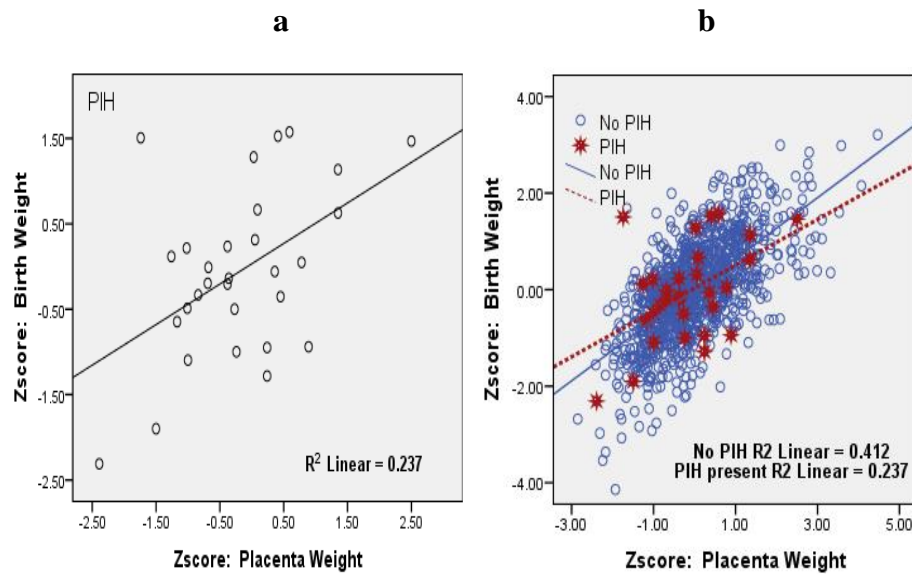 a
b
PIH
1.50
0.50
-0.50
-1.50
-2.50
Zscore: Birth Weight
R² Linear = 0.237
-2.50 -1.50 -0.50 0.50 1.50 2.50
Zscore: Placenta Weight
4.00
2.00
0.00
-2.00
-4.00
Zscore: Birth Weight
No PIH
PIH
No PIH
PIH
No PIH R2 Linear = 0.412
PIH present R2 Linear = 0.237
-3.00 -1.00 1.00 3.00 5.00
Zscore: Placenta Weight